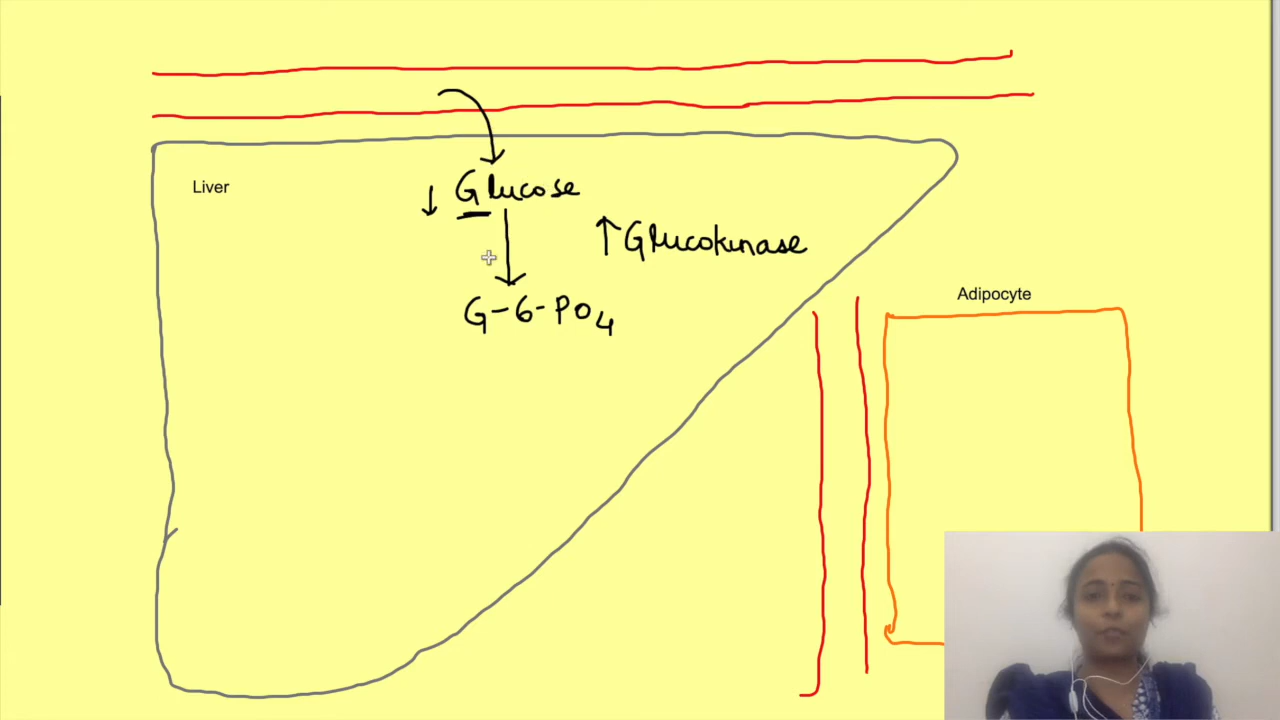 Liver
↓ Glucose
↑ Glucokinase
G-6-PO4
Adipocyte